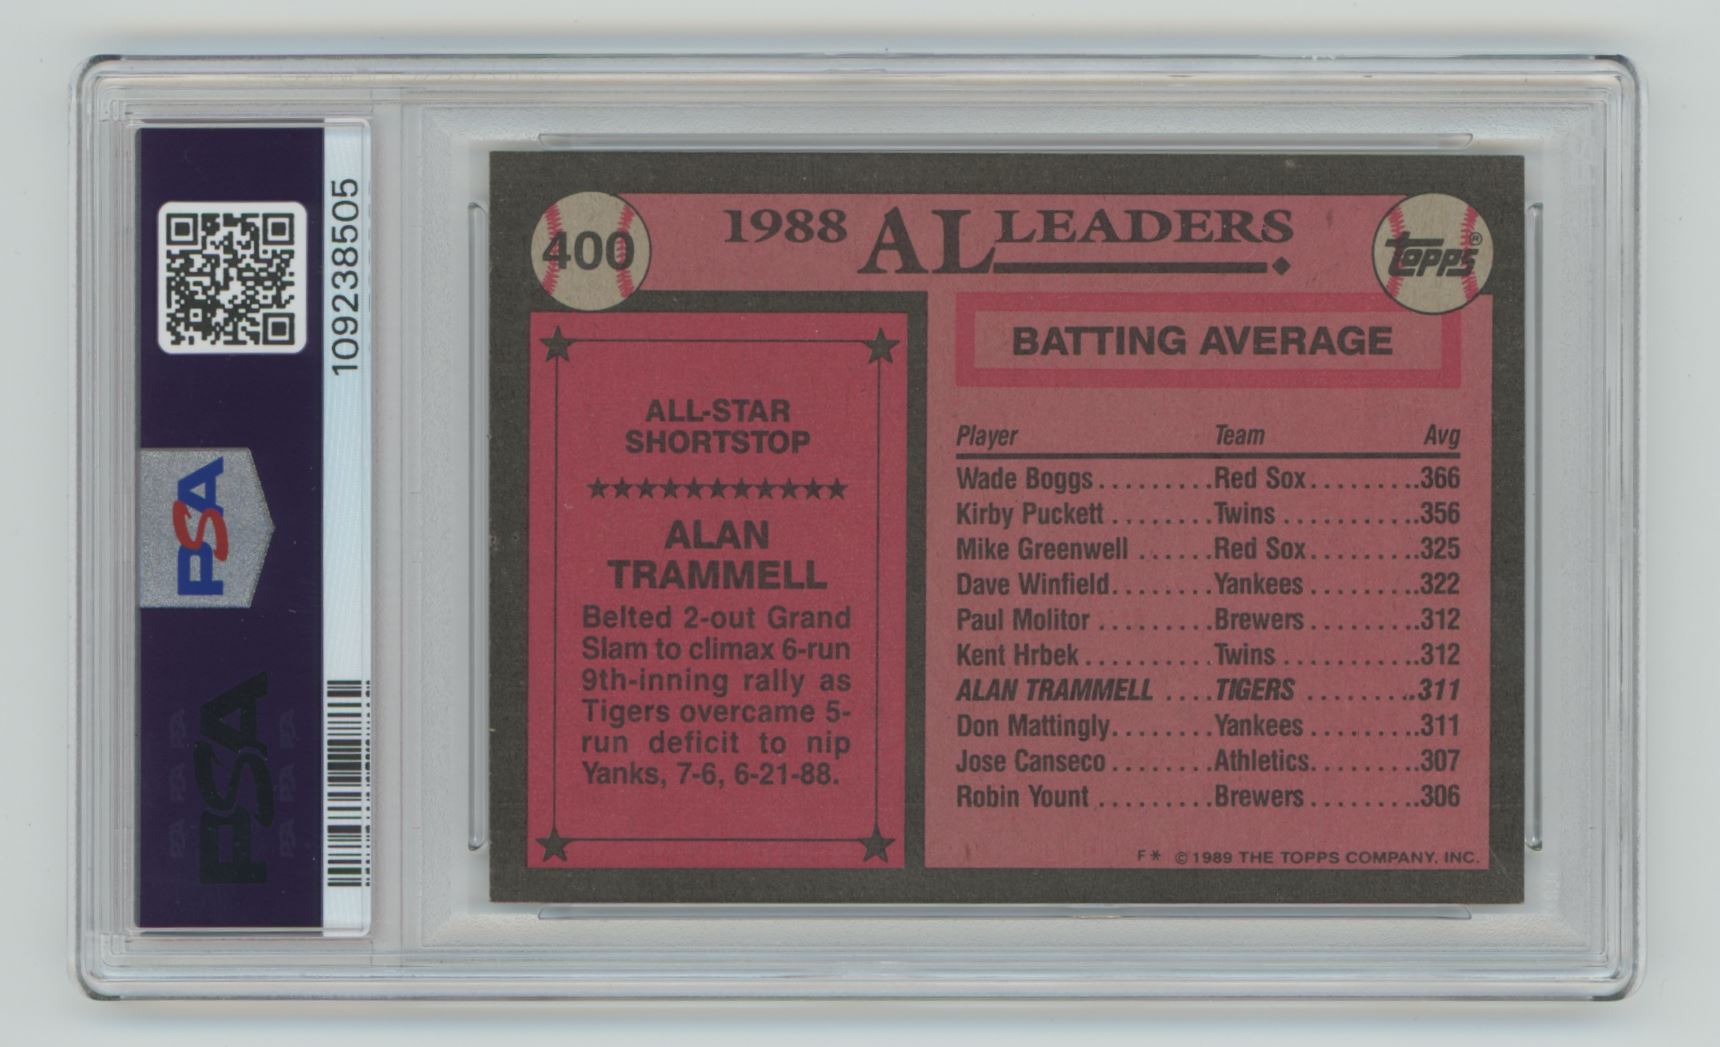 109238505
PSA
PSA
400
1988 AL LEADERS
topps®
ALL-STAR
SHORTSTOP
ALAN
TRAMMELL
Belted 2-out Grand
Slam to climax 6-run
9th-inning rally as
Tigers overcame 5-
run deficit to nip
Yanks, 7-6, 6-21-88.
BATTING AVERAGE
Player Team Avg
Wade Boggs.........Red Sox..........366
Kirby Puckett ........Twins ............356
Mike Greenwell ......Red Sox..........325
Dave Winfield........Yankees ..........322
Paul Molitor .........Brewers ..........312
Kent Hrbek ..........Twins ............312
ALAN TRAMMELL ....TIGERS ..........311
Don Mattingly........Yankees ..........311
Jose Canseco ........Athletics..........307
Robin Yount .........Brewers ..........306
F* ©1989 THE TOPPS COMPANY, INC.